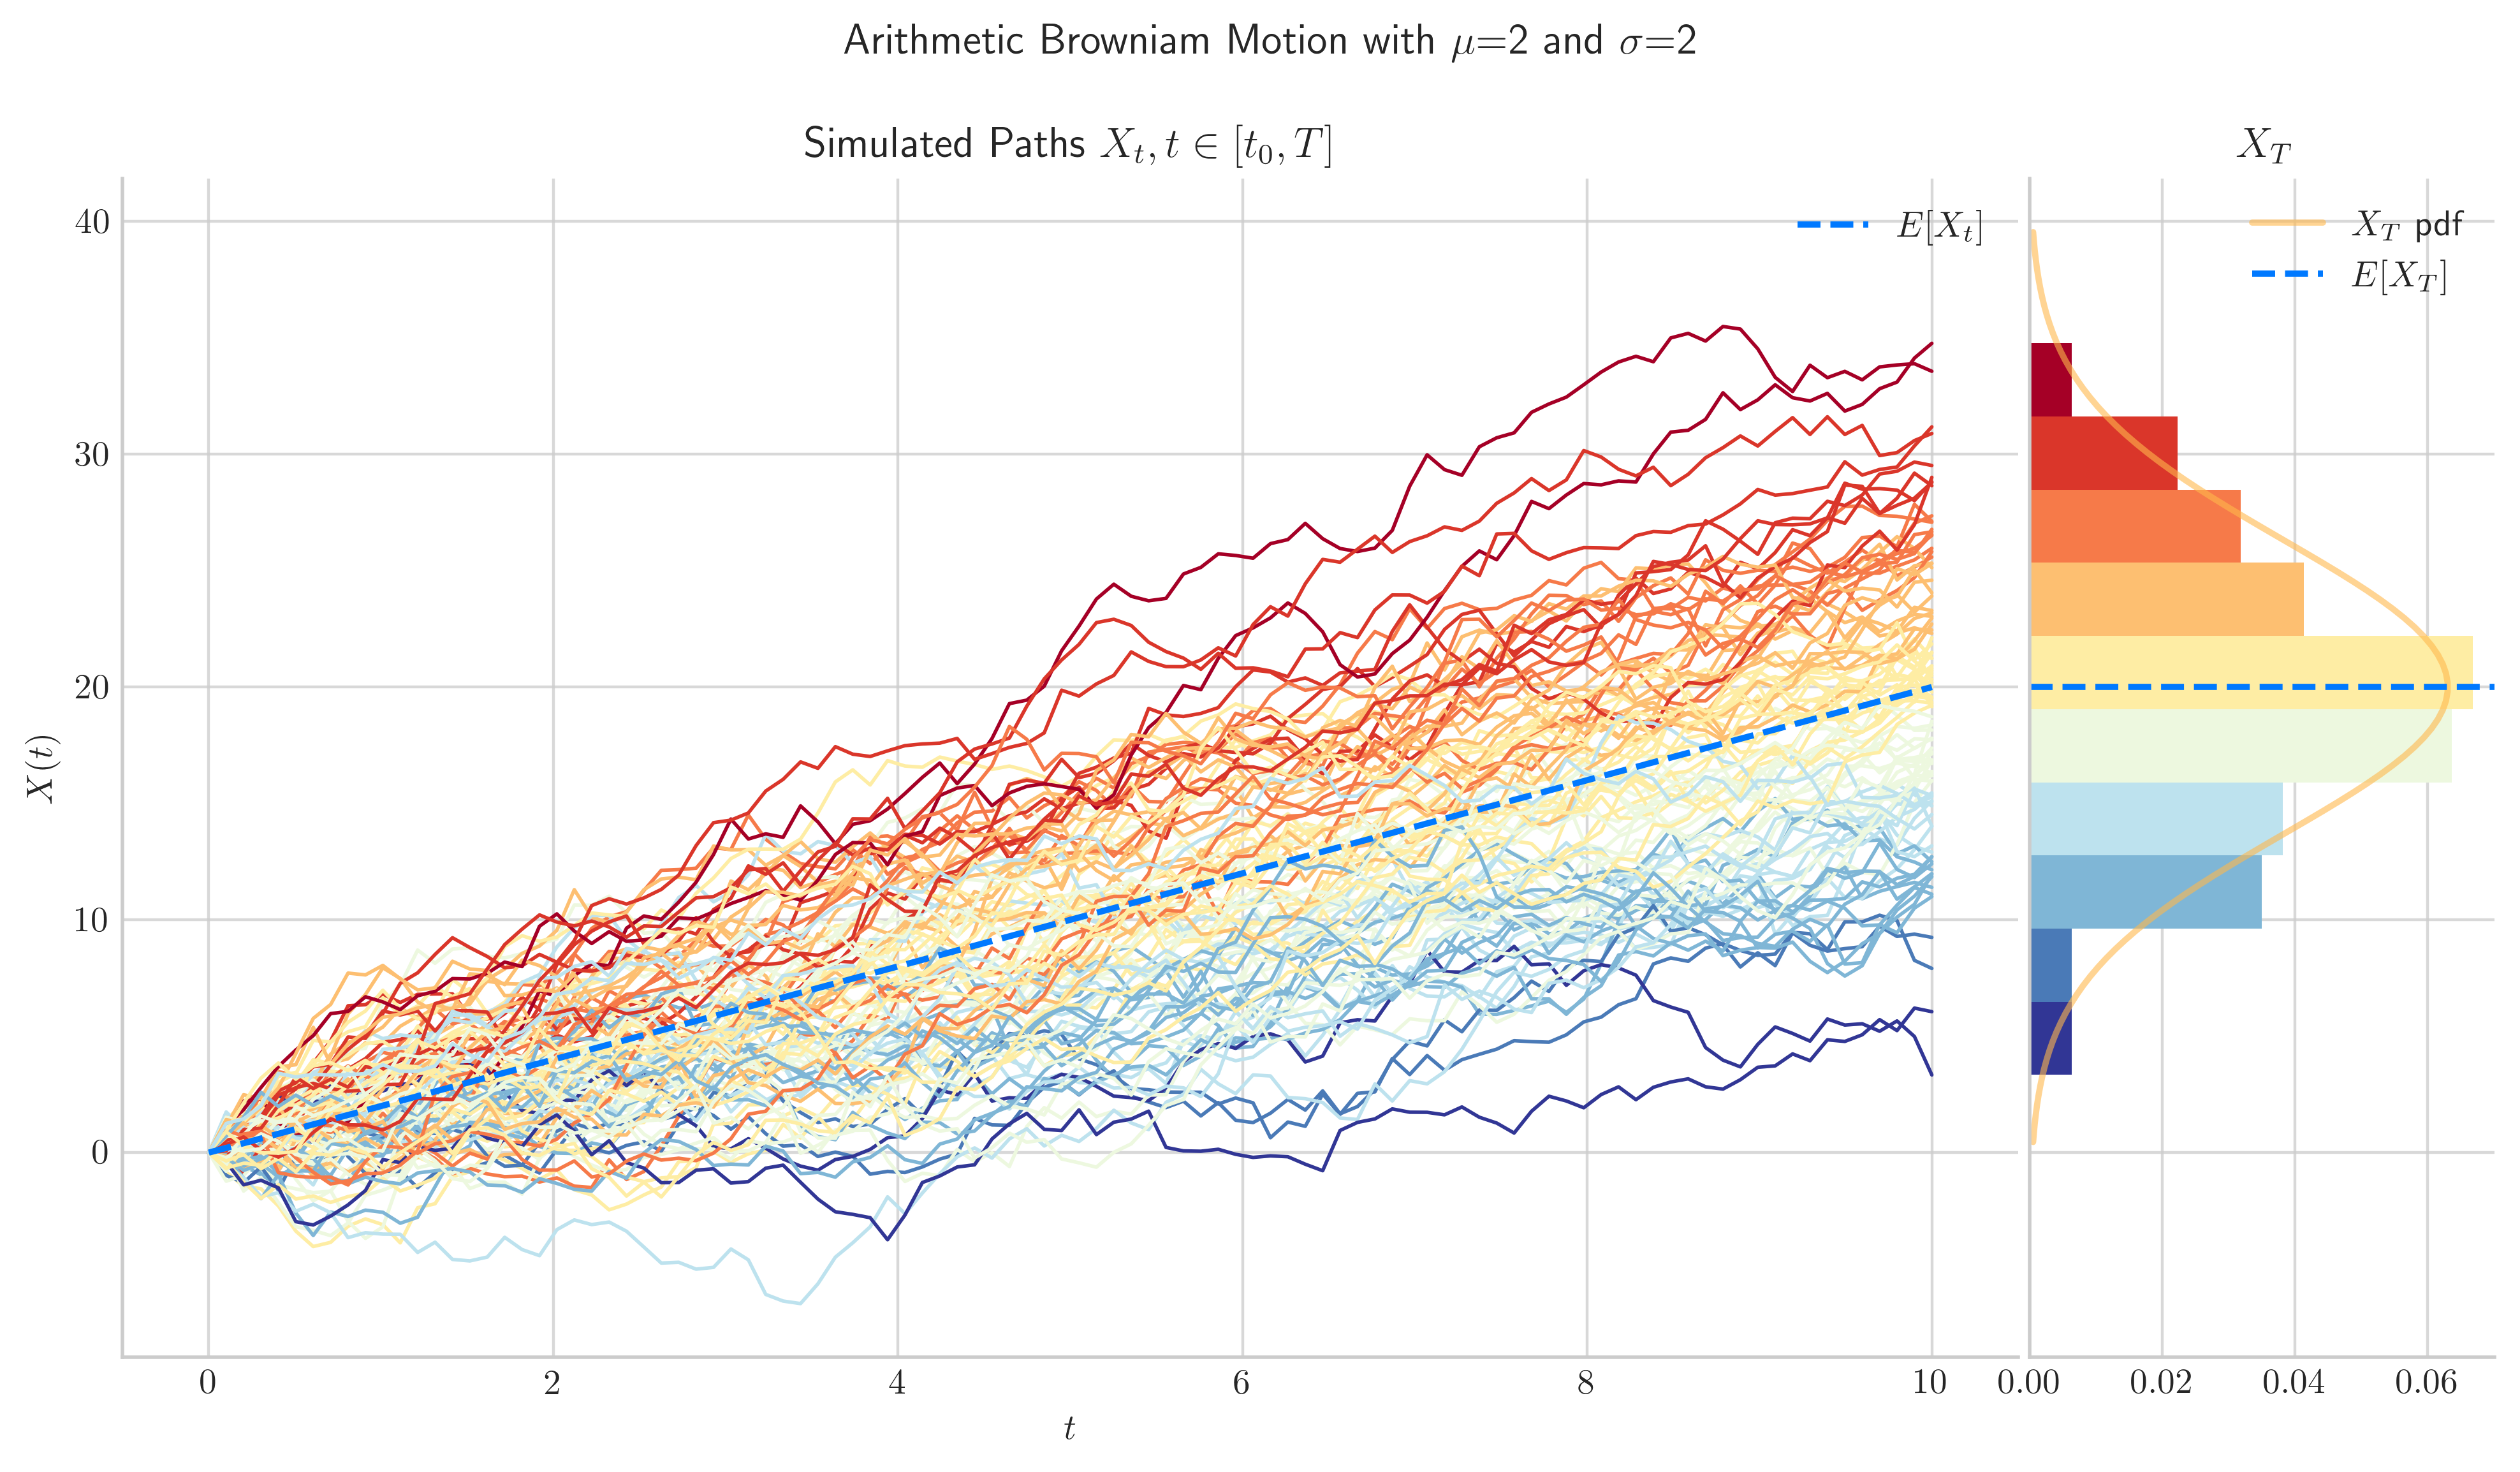 Arithmetic Browniam Motion with μ=2 and σ=2
Simulated Paths X_t, t ∈ [t_0, T]
X_T
40
30
20
10
0
X(t)
E[X_t]
X_T pdf
E[X_T]
0 2 4 6 8 10
0.00 0.02 0.04 0.06
t